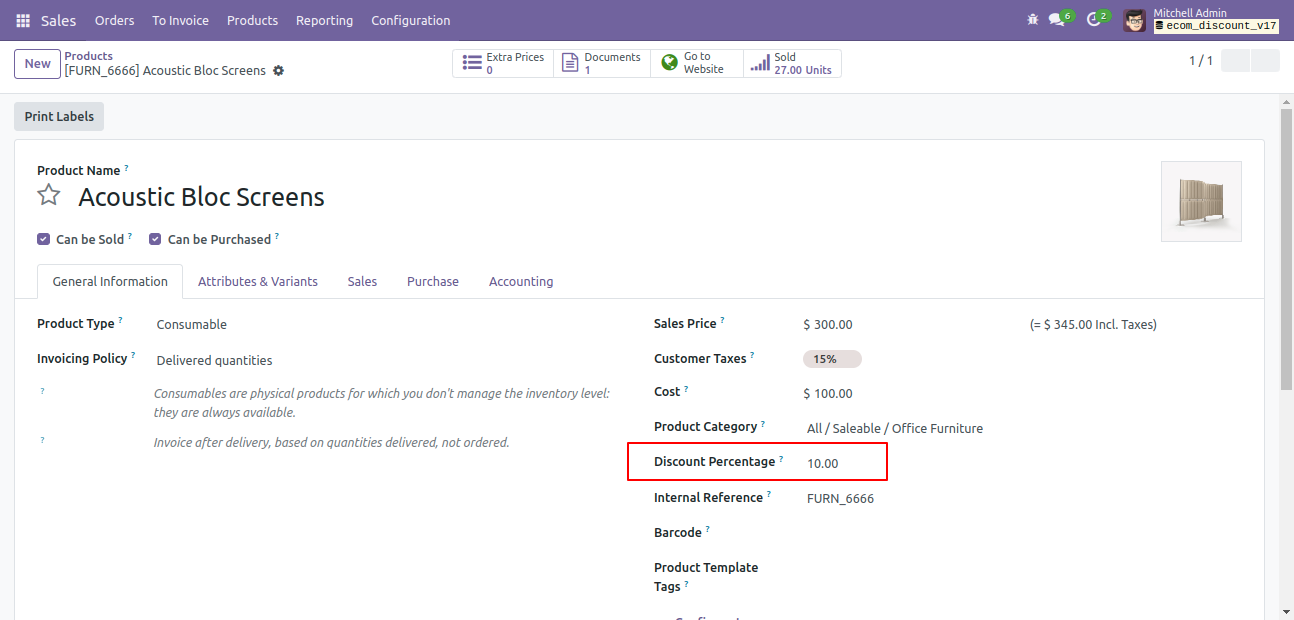 Sales Orders To Invoice Products Reporting Configuration 6 2 Mitchell Admin
ecom_discount_v17
New Products
[FURN_6666] Acoustic Bloc Screens
Extra Prices
0
Documents
1
Go to
Website
Sold
27.00 Units
1 / 1
Print Labels
Product Name ?
Acoustic Bloc Screens
Can be Sold ? Can be Purchased ?
General Information Attributes & Variants Sales Purchase Accounting
Product Type ? Consumable
Invoicing Policy ? Delivered quantities
? Consumables are physical products for which you don't manage the inventory level:
they are always available.
? Invoice after delivery, based on quantities delivered, not ordered.
Sales Price ? $ 300.00 (= $ 345.00 Incl. Taxes)
Customer Taxes ? 15%
Cost ? $ 100.00
Product Category ? All / Saleable / Office Furniture
Discount Percentage ? 10.00
Internal Reference ? FURN_6666
Barcode ?
Product Template
Tags ?